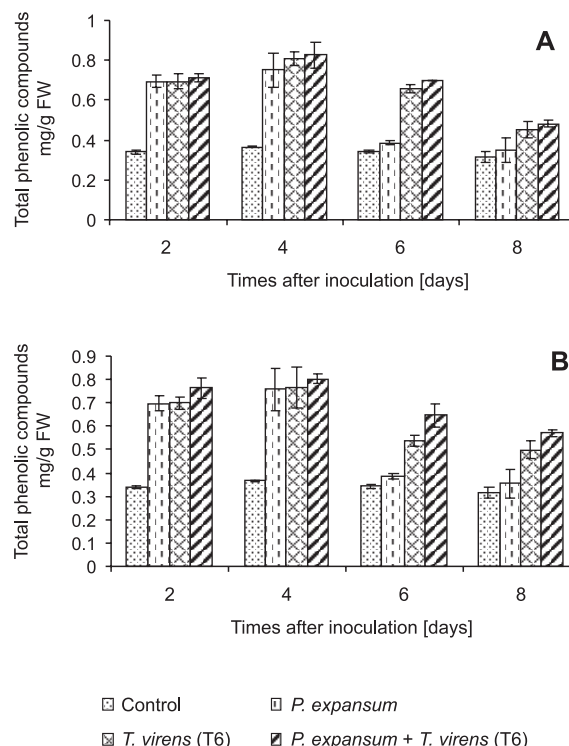 A
Total phenolic compounds
mg/g FW
1
0.8
0.6
0.4
0.2
0
2 4 6 8
Times after inoculation [days]
B
Total phenolic compounds
mg/g FW
0.9
0.8
0.7
0.6
0.5
0.4
0.3
0.2
0.1
0
2 4 6 8
Times after inoculation [days]
Control P. expansum
T. virens (T6) P. expansum + T. virens (T6)